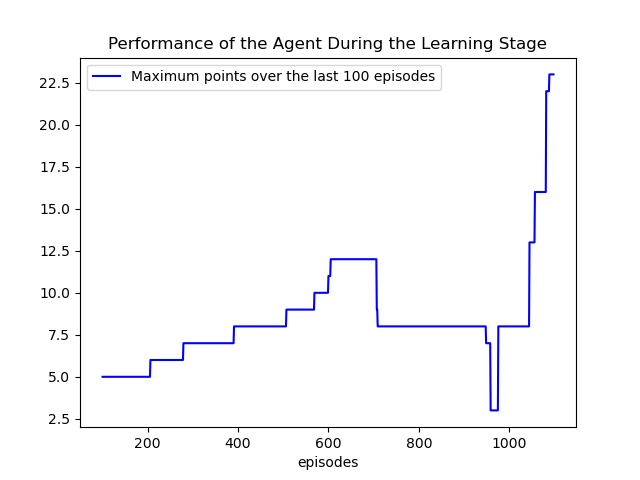 Performance of the Agent During the Learning Stage
Maximum points over the last 100 episodes
22.5
20.0
17.5
15.0
12.5
10.0
7.5
5.0
2.5
200 400 600 800 1000
episodes